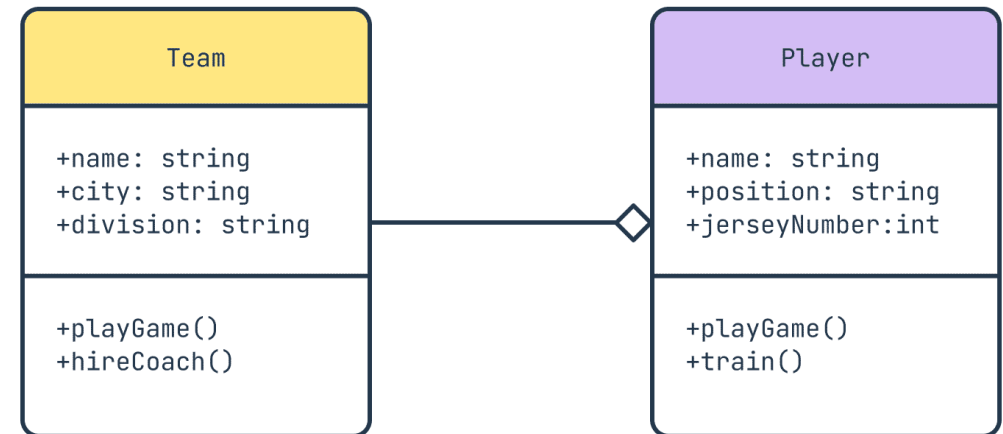 Team
+name: string
+city: string
+division: string
+playGame()
+hireCoach()
Player
+name: string
+position: string
+jerseyNumber:int
+playGame()
+train()